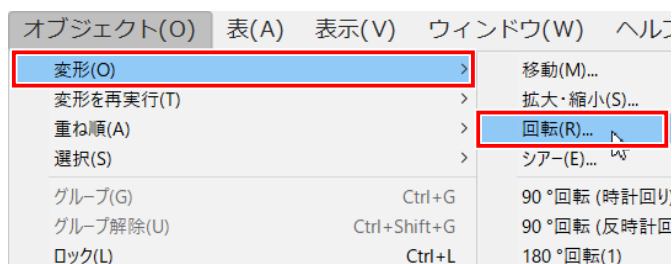 オブジェクト(O) 表(A) 表示(V) ウィンドウ(W) ヘルプ
変形(O) >
変形を再実行(T) >
重ね順(A) >
選択(S) >
グループ(G) Ctrl+G
グループ解除(U) Ctrl+Shift+G
ロック(L) Ctrl+L
移動(M)...
拡大・縮小(S)...
回転(R)...
シアー(E)...
90 °回転 (時計回り)
90 °回転 (反時計回
180 °回転(1)